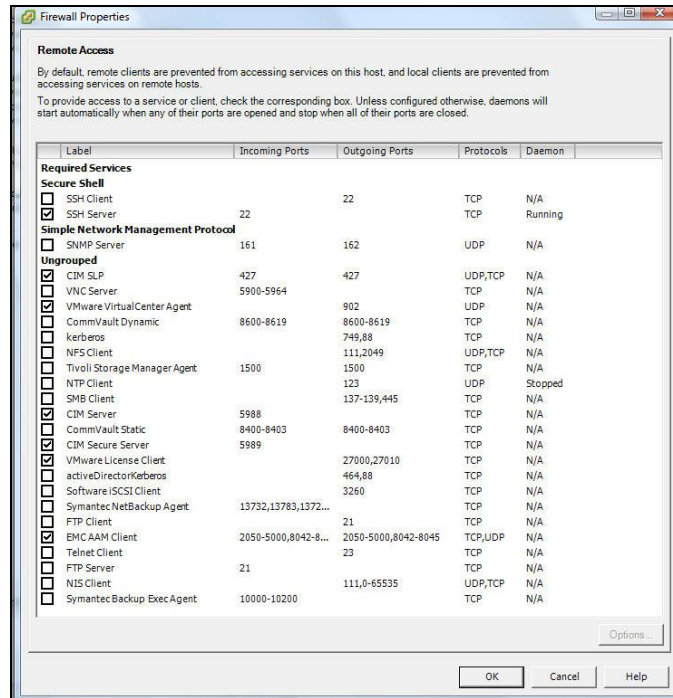 Firewall Properties
Remote Access
By default, remote clients are prevented from accessing services on this host, and local clients are prevented from
accessing services on remote hosts.
To provide access to a service or client, check the corresponding box. Unless configured otherwise, daemons will
start automatically when any of their ports are opened and stop when all of their ports are closed.
Label Incoming Ports Outgoing Ports Protocols Daemon
Required Services
Secure Shell
SSH Client 22 TCP N/A
SSH Server 22 TCP Running
Simple Network Management Protocol
SNMP Server 161 162 UDP N/A
Ungrouped
CIM SLP 427 427 UDP,TCP N/A
VNC Server 5900-5964 TCP N/A
VMware VirtualCenter Agent 902 UDP N/A
CommVault Dynamic 8600-8619 8600-8619 TCP N/A
kerberos 749,88 TCP N/A
NFS Client 111,2049 UDP,TCP N/A
Tivoli Storage Manager Agent 1500 1500 TCP N/A
NTP Client 123 UDP Stopped
SMB Client 137-139,445 TCP N/A
CIM Server 5988 TCP N/A
CommVault Static 8400-8403 8400-8403 TCP N/A
CIM Secure Server 5989 TCP N/A
VMware License Client 27000,27010 TCP N/A
activeDirectorKerberos 464,88 TCP N/A
Software iSCSI Client 3260 TCP N/A
Symantec NetBackup Agent 13732,13783,1372... TCP N/A
FTP Client 21 TCP N/A
EMC AAM Client 2050-5000,8042-8... 2050-5000,8042-8045 TCP,UDP N/A
Telnet Client 23 TCP N/A
FTP Server 21 TCP N/A
NIS Client 111,0-65535 UDP,TCP N/A
Symantec Backup Exec Agent 10000-10200 TCP N/A
Options...
OK Cancel Help